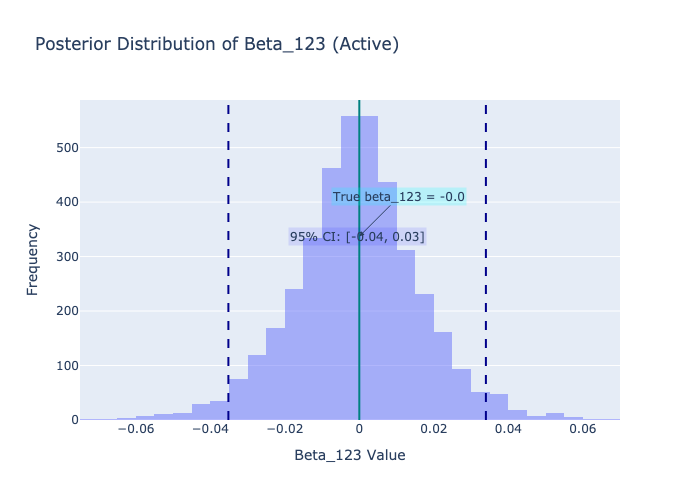 Posterior Distribution of Beta_123 (Active)
500
400
300
200
100
0
Frequency
True beta_123 = -0.0
95% CI: [-0.04, 0.03]
−0.06
−0.04
−0.02
0
0.02
0.04
0.06
Beta_123 Value